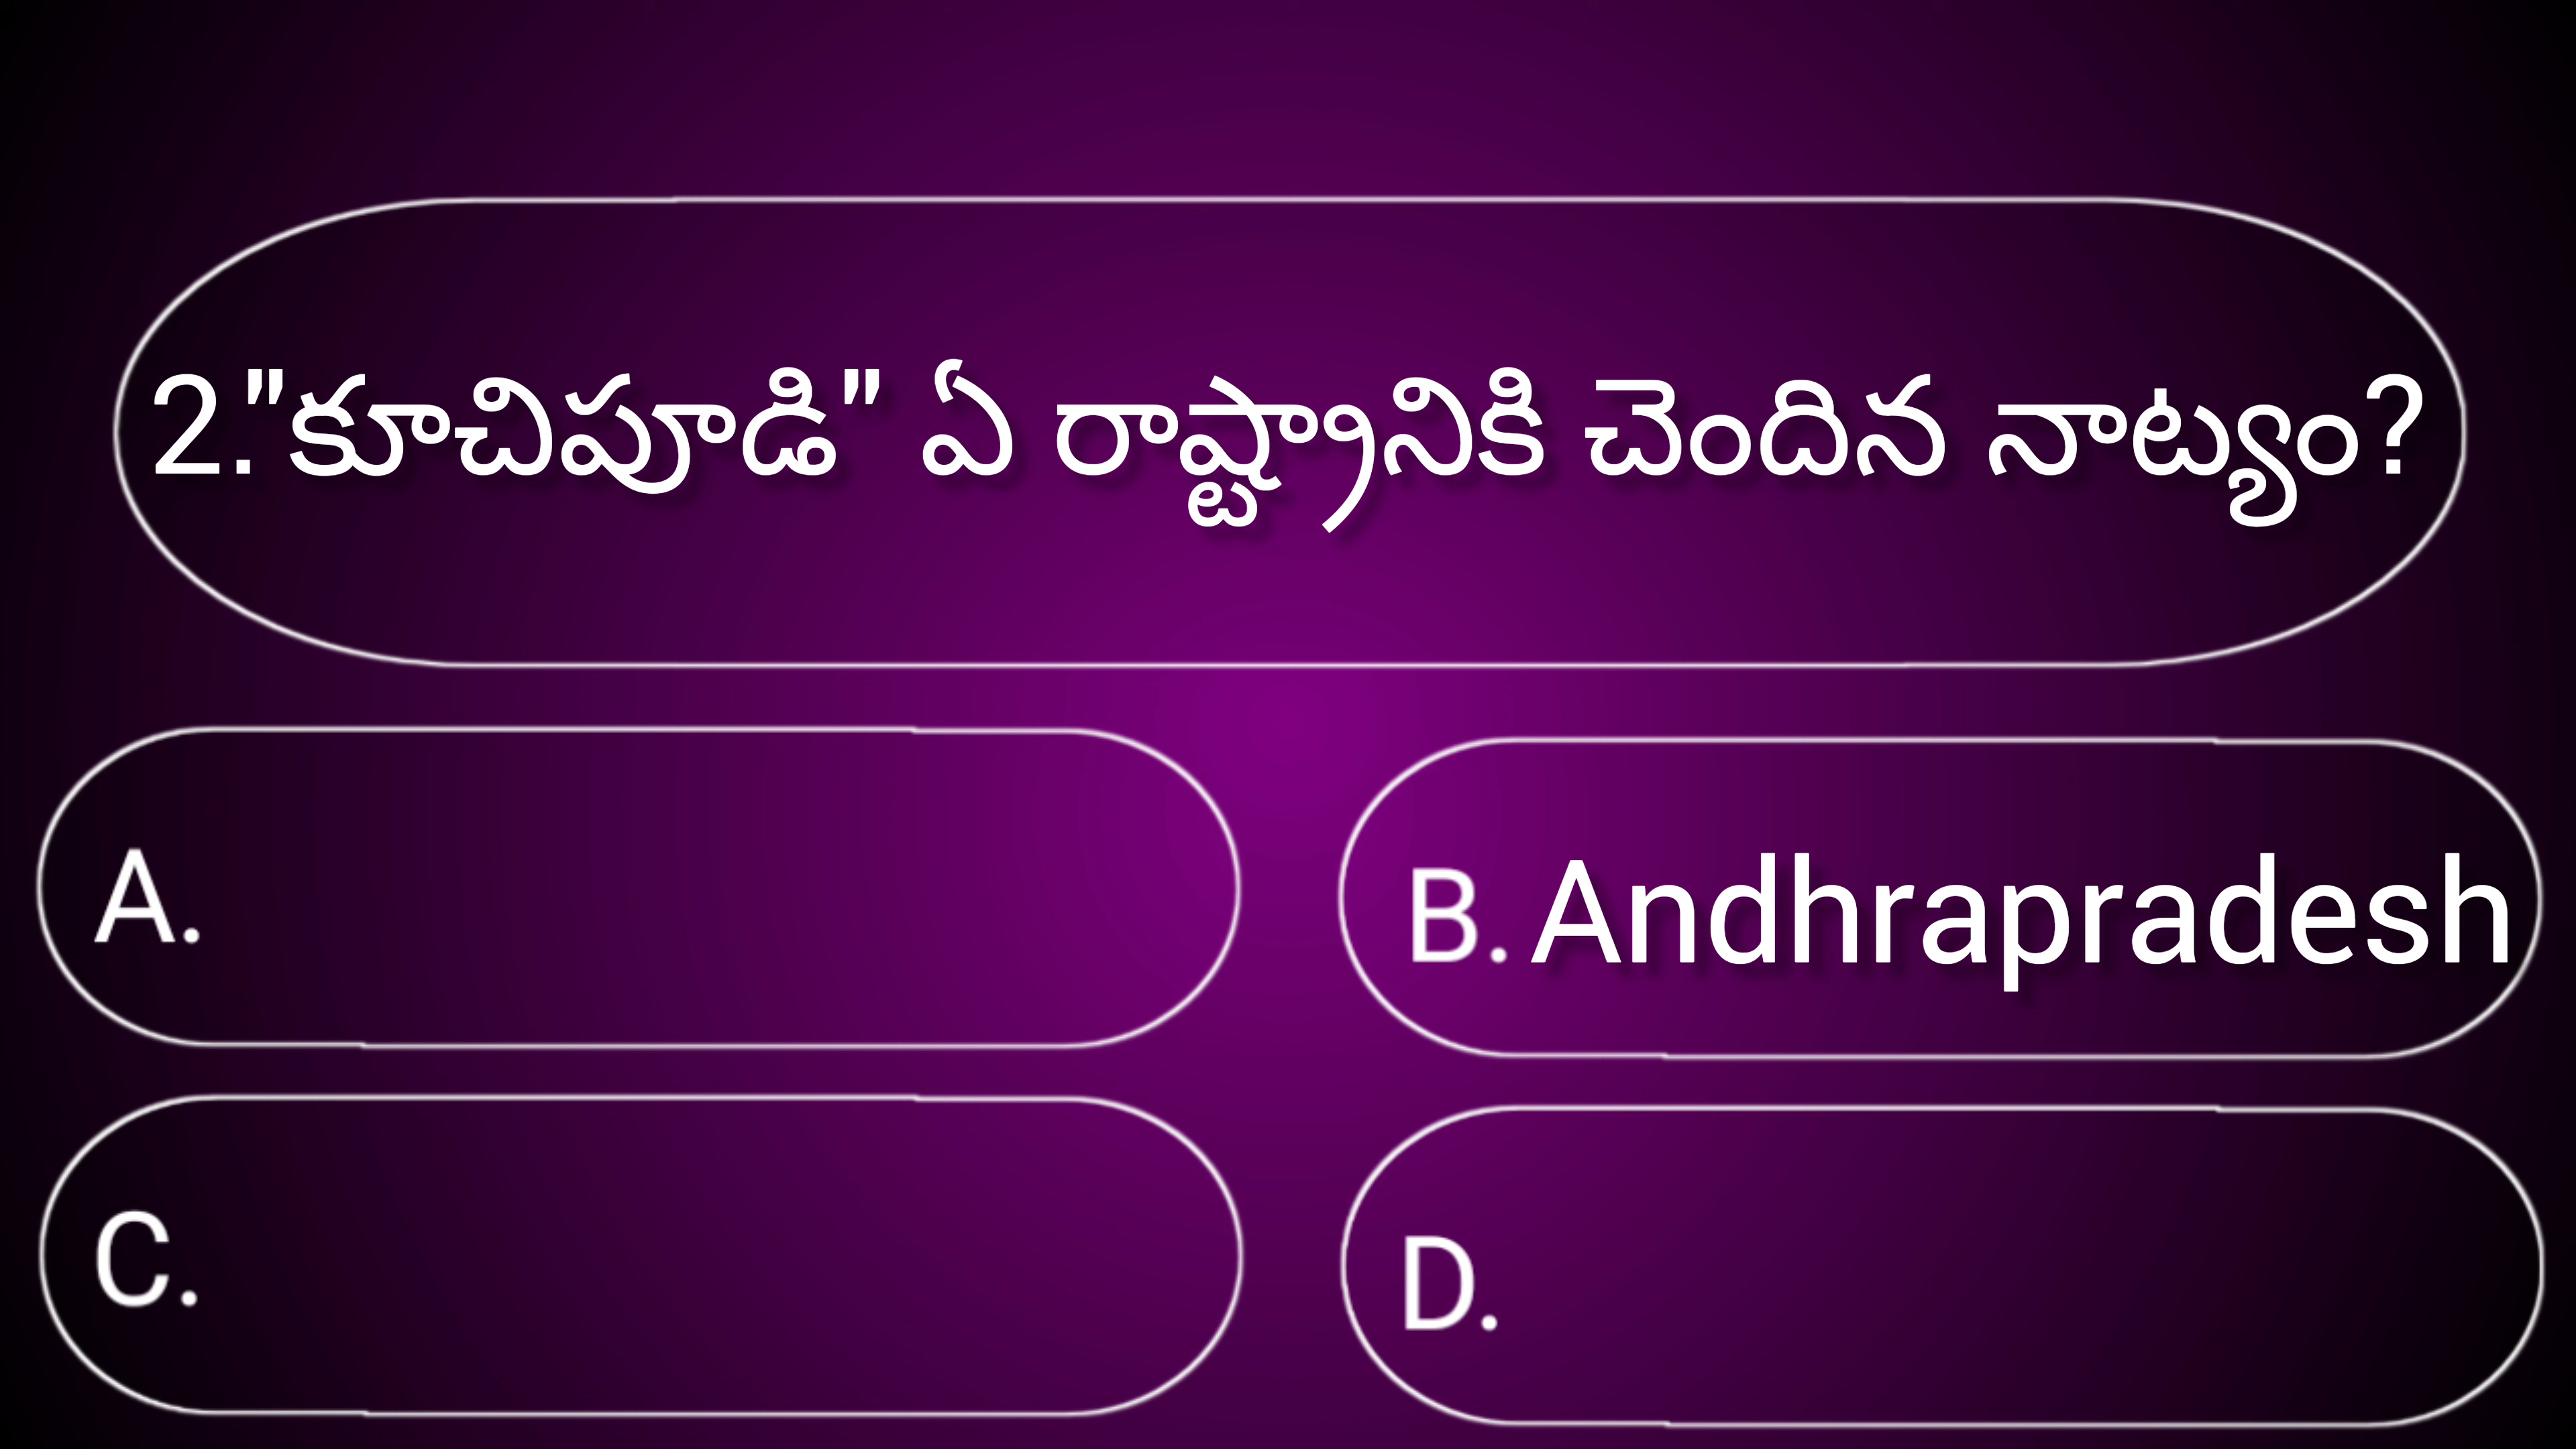 2."కూచిపూడి" ఏ రాష్ట్రానికి చెందిన నాట్యం?
A.
B. Andhrapradesh
C.
D.